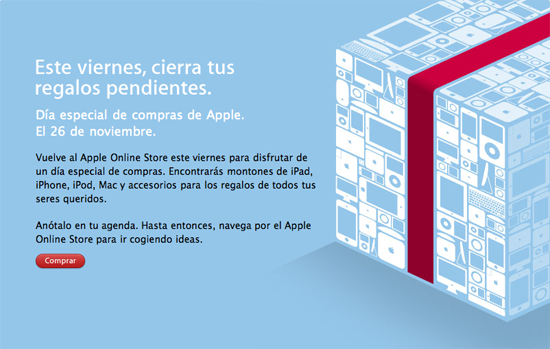 Este viernes, cierra tus
regalos pendientes.
Día especial de compras de Apple.
El 26 de noviembre.
Vuelve al Apple Online Store este viernes para disfrutar de
un día especial de compras. Encontrarás montones de iPad,
iPhone, iPod, Mac y accesorios para los regalos de todos tus
seres queridos.
Anótalo en tu agenda. Hasta entonces, navega por el Apple
Online Store para ir cogiendo ideas.
Comprar